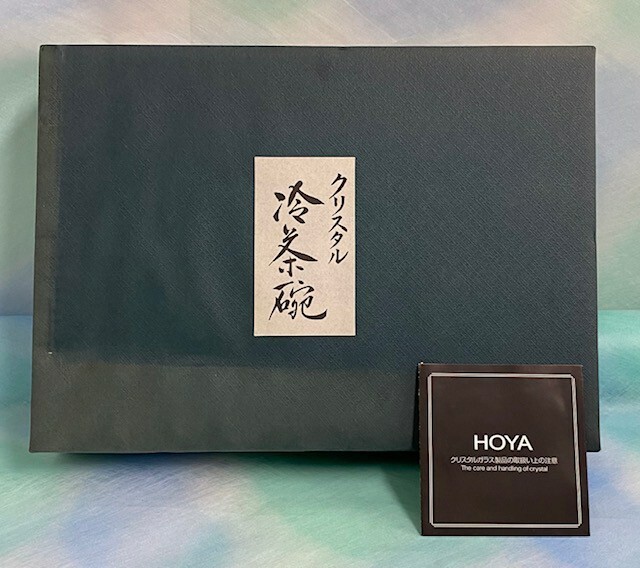 クリスタル
冷茶碗
HOYA
クリスタルガラス製品の取扱い上の注意
The care and handling of crystal